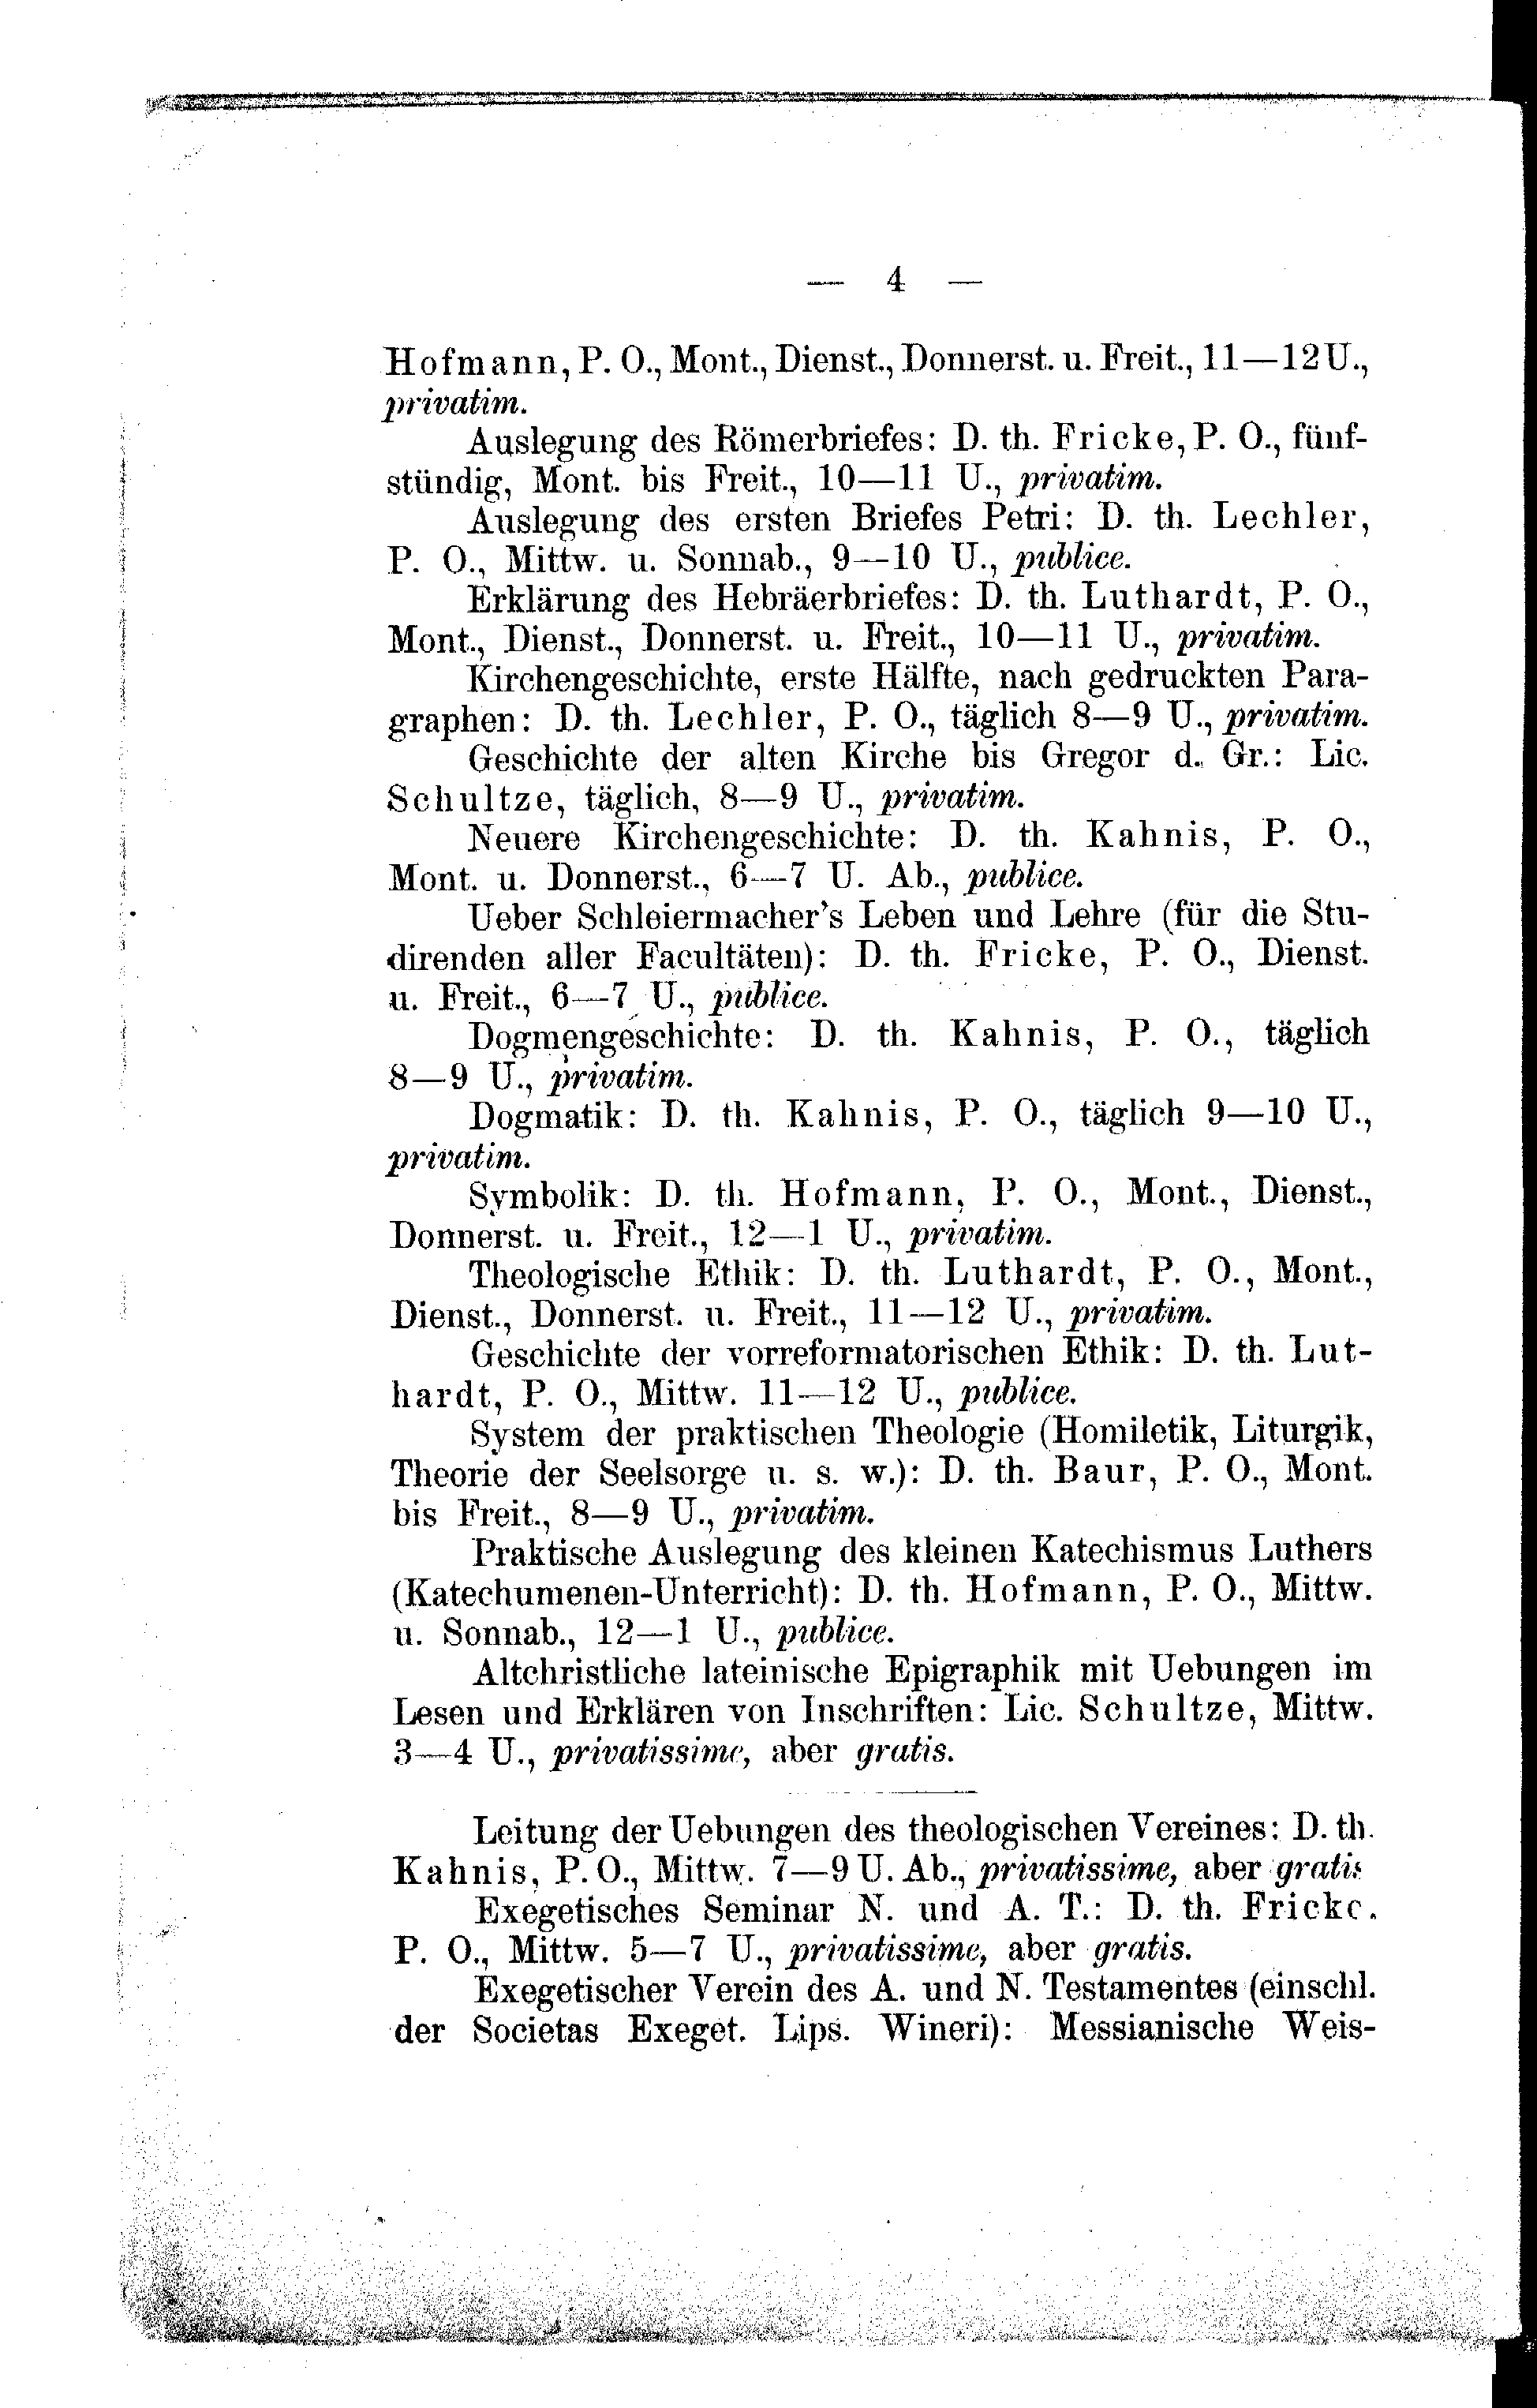 — 4 —
Hofmann, P. O., Mont., Dienst., Donnerst. u. Freit., 11—12 U.,
privatim.
Auslegung des Römerbriefes: D. th. Fricke, P. O., fünf-
stündig, Mont. bis Freit., 10—11 U., privatim.
Auslegung des ersten Briefes Petri: D. th. Lechler,
P. O., Mittw. u. Sonnab., 9—10 U., publice.
Erklärung des Hebräerbriefes: D. th. Luthardt, P. O.,
Mont., Dienst., Donnerst. u. Freit., 10—11 U., privatim.
Kirchengeschichte, erste Hälfte, nach gedruckten Para-
graphen: D. th. Lechler, P. O., täglich 8—9 U., privatim.
Geschichte der alten Kirche bis Gregor d. Gr.: Lic.
Schultze, täglich, 8—9 U., privatim.
Neuere Kirchengeschichte: D. th. Kahnis, P. O.,
Mont. u. Donnerst., 6—7 U. Ab., publice.
Ueber Schleiermacher's Leben und Lehre (für die Stu-
direnden aller Facultäten): D. th. Fricke, P. O., Dienst.
u. Freit., 6—7 U., publice.
Dogmengeschichte: D. th. Kahnis, P. O., täglich
8—9 U., privatim.
Dogmatik: D. th. Kahnis, P. O., täglich 9—10 U.,
privatim.
Symbolik: D. th. Hofmann, P. O., Mont., Dienst.,
Donnerst. u. Freit., 12—1 U., privatim.
Theologische Ethik: D. th. Luthardt, P. O., Mont.,
Dienst., Donnerst. u. Freit., 11—12 U., privatim.
Geschichte der vorreformatorischen Ethik: D. th. Lut-
hardt, P. O., Mittw. 11—12 U., publice.
System der praktischen Theologie (Homiletik, Liturgik,
Theorie der Seelsorge u. s. w.): D. th. Baur, P. O., Mont.
bis Freit., 8—9 U., privatim.
Praktische Auslegung des kleinen Katechismus Luthers
(Katechumenen-Unterricht): D. th. Hofmann, P. O., Mittw.
u. Sonnab., 12—1 U., publice.
Altchristliche lateinische Epigraphik mit Uebungen im
Lesen und Erklären von Inschriften: Lic. Schultze, Mittw.
3—4 U., privatissime, aber gratis.
Leitung der Uebungen des theologischen Vereines: D. th.
Kahnis, P. O., Mittw. 7—9 U. Ab., privatissime, aber gratis
Exegetisches Seminar N. und A. T.: D. th. Fricke.
P. O., Mittw. 5—7 U., privatissime, aber gratis.
Exegetischer Verein des A. und N. Testamentes (einschl.
der Societas Exeget. Lips. Wineri): Messianische Weis-